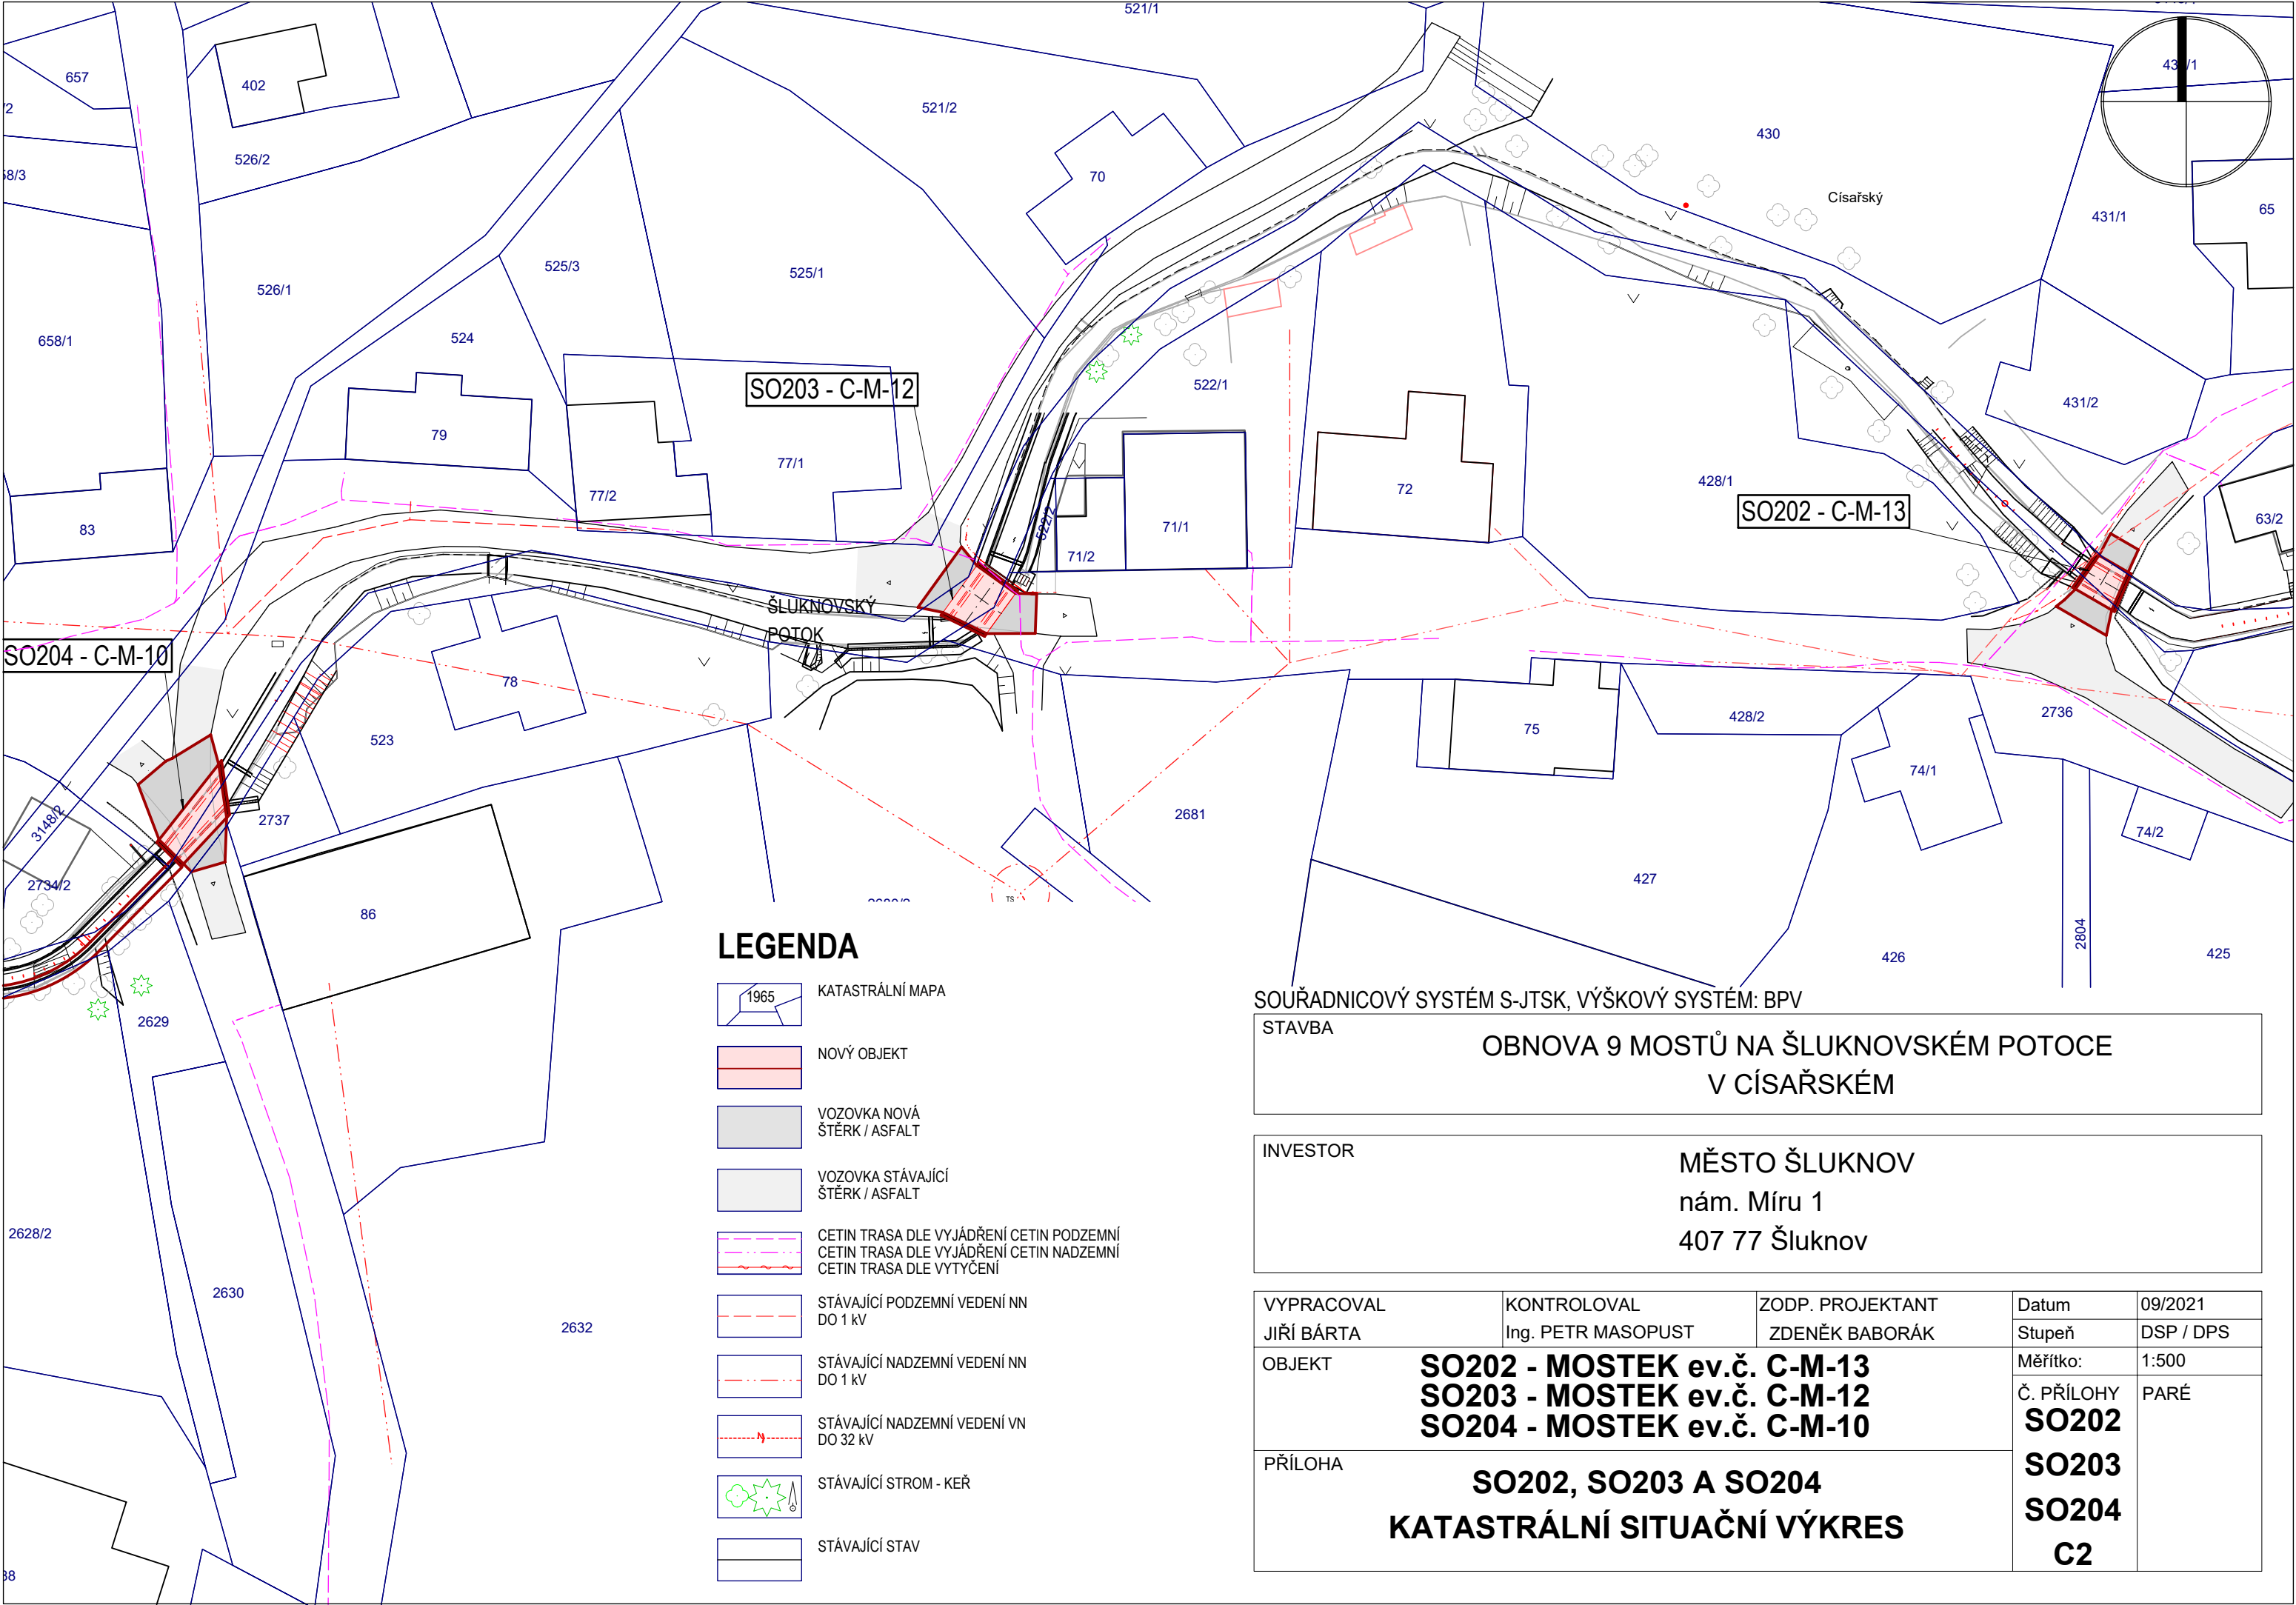 521/1
657
402
43 /1
/2
521/2
526/2
430
58/3
70
Císařský
431/1
65
526/1
525/3
525/1
658/1
524
SO203 - C-M-12
522/1
431/2
79
77/1
77/2
72
428/1
SO202 - C-M-13
83
522/2
71/1
71/2
63/2
ŠLUKNOVSKÝ
POTOK
SO204 - C-M-10
78
523
75
428/2
2736
74/1
3148/2
2737
2681
74/2
2734/2
86
427
TS
2804
426
425
2629
2628/2
2630
2632
38
LEGENDA
1965
KATASTRÁLNÍ MAPA
NOVÝ OBJEKT
VOZOVKA NOVÁ
ŠTĚRK / ASFALT
VOZOVKA STÁVAJÍCÍ
ŠTĚRK / ASFALT
CETIN TRASA DLE VYJÁDŘENÍ CETIN PODZEMNÍ
CETIN TRASA DLE VYJÁDŘENÍ CETIN NADZEMNÍ
CETIN TRASA DLE VYTYČENÍ
STÁVAJÍCÍ PODZEMNÍ VEDENÍ NN
DO 1 kV
STÁVAJÍCÍ NADZEMNÍ VEDENÍ NN
DO 1 kV
STÁVAJÍCÍ NADZEMNÍ VEDENÍ VN
DO 32 kV
STÁVAJÍCÍ STROM - KEŘ
STÁVAJÍCÍ STAV
SOUŘADNICOVÝ SYSTÉM S-JTSK, VÝŠKOVÝ SYSTÉM: BPV
STAVBA
OBNOVA 9 MOSTŮ NA ŠLUKNOVSKÉM POTOCE
V CÍSAŘSKÉM
INVESTOR
MĚSTO ŠLUKNOV
nám. Míru 1
407 77 Šluknov
VYPRACOVAL
JIŘÍ BÁRTA
KONTROLOVAL
Ing. PETR MASOPUST
ZODP. PROJEKTANT
ZDENĚK BABORÁK
Datum 09/2021
Stupeň DSP / DPS
Měřítko: 1:500
OBJEKT
SO202 - MOSTEK ev.č. C-M-13
SO203 - MOSTEK ev.č. C-M-12
SO204 - MOSTEK ev.č. C-M-10
Č. PŘÍLOHY PARÉ
SO202
SO203
SO204
C2
PŘÍLOHA
SO202, SO203 A SO204
KATASTRÁLNÍ SITUAČNÍ VÝKRES